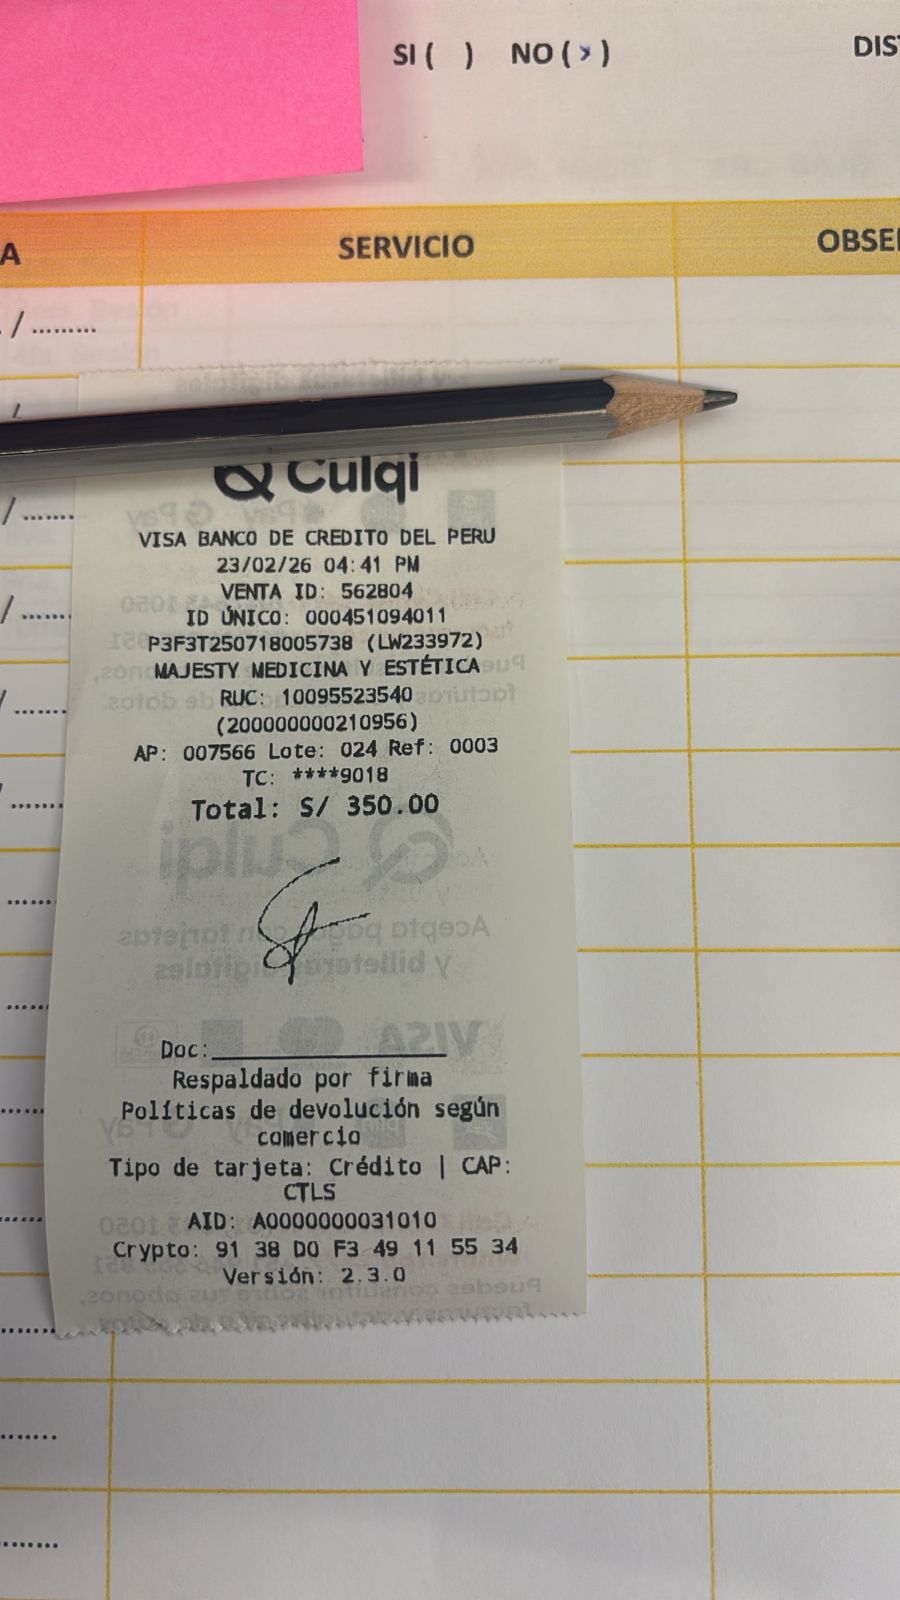 SI ( ) NO (x)
DIS
A
SERVICIO
OBSE
/ .........
/
/ .......
/ .......
/ .......
.......
Culqi
VISA BANCO DE CREDITO DEL PERU
23/02/26 04:41 PM
VENTA ID: 562804
ID ÚNICO: 000451094011
P3F3T250718005738 (LW233972)
MAJESTY MEDICINA Y ESTÉTICA
RUC: 10095523540
(200000000210956)
AP: 007566 Lote: 024 Ref: 0003
TC: ****9018
Total: S/ 350.00
Doc:
Respaldado por firma
Políticas de devolución según
comercio
Tipo de tarjeta: Crédito | CAP:
CTLS
AID: A0000000031010
Crypto: 91 38 D0 F3 49 11 55 34
Versión: 2.3.0